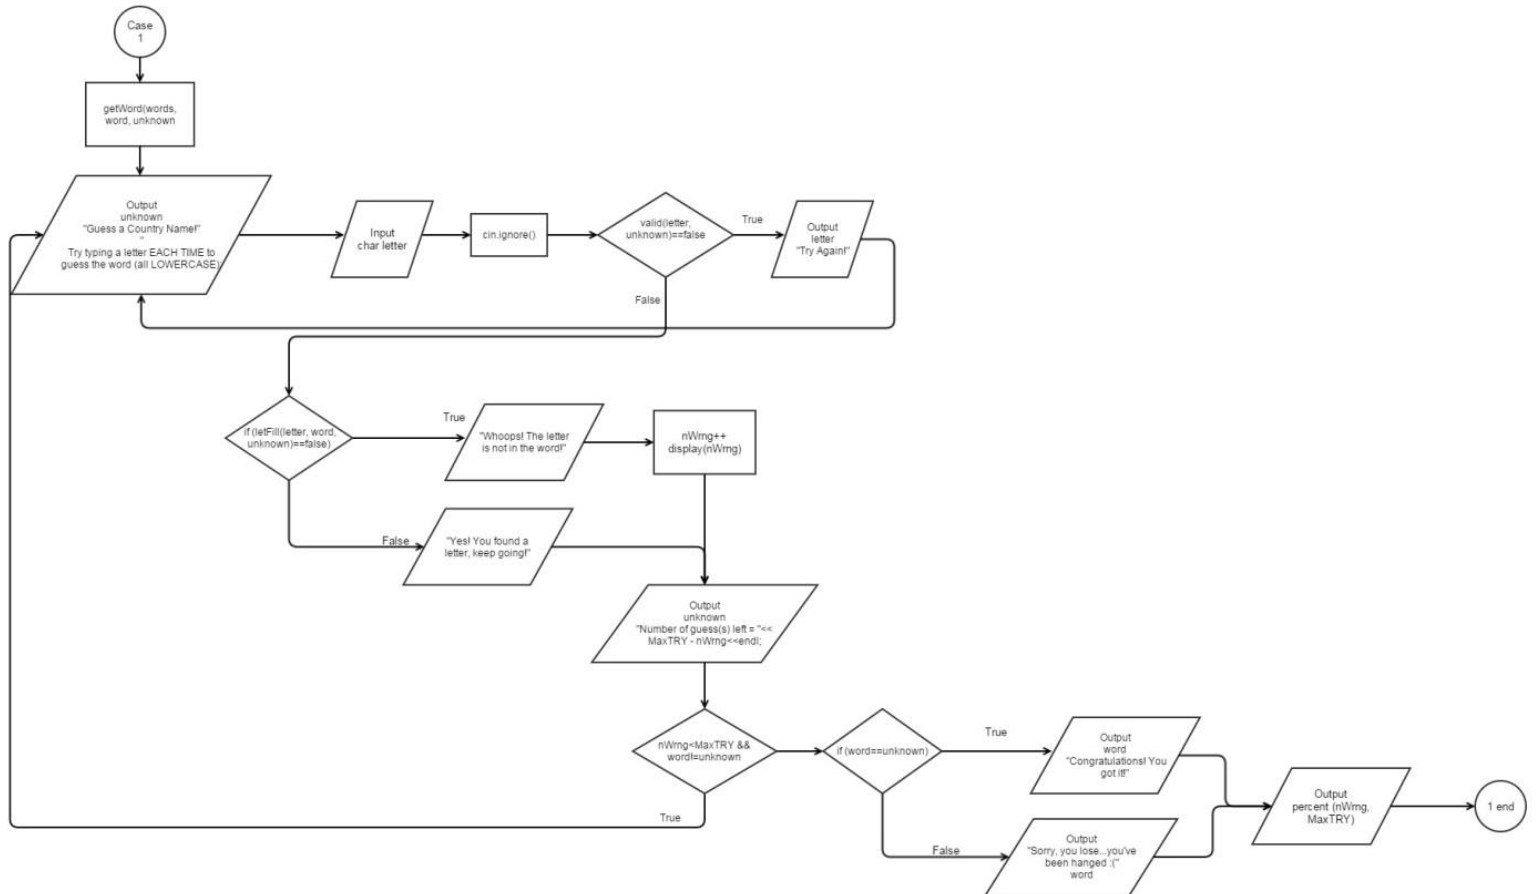 Case
1
getWord(words,
word, unknown
Output
unknown
"Guess a Country Name!"
"
Try typing a letter EACH TIME to
guess the word (all LOWERCASE):
Input
char letter
cin.ignore()
valid(letter,
unknown)==false
True
Output
letter
"Try Again!"
False
if (letFill(letter, word,
unknown)==false)
True
"Whoops! The letter
is not in the word!"
nWrng++
display(nWrng)
False
"Yes! You found a
letter, keep going!"
Output
unknown
"Number of guess(s) left = "<<
MaxTRY - nWrng<<endl;
nWrng<MaxTRY &&
word!=unknown
True
if (word==unknown)
True
Output
word
"Congratulations! You
got it!"
False
Output
"Sorry, you lose...you've
been hanged :("
word
Output
percent (nWrng,
MaxTRY)
1 end